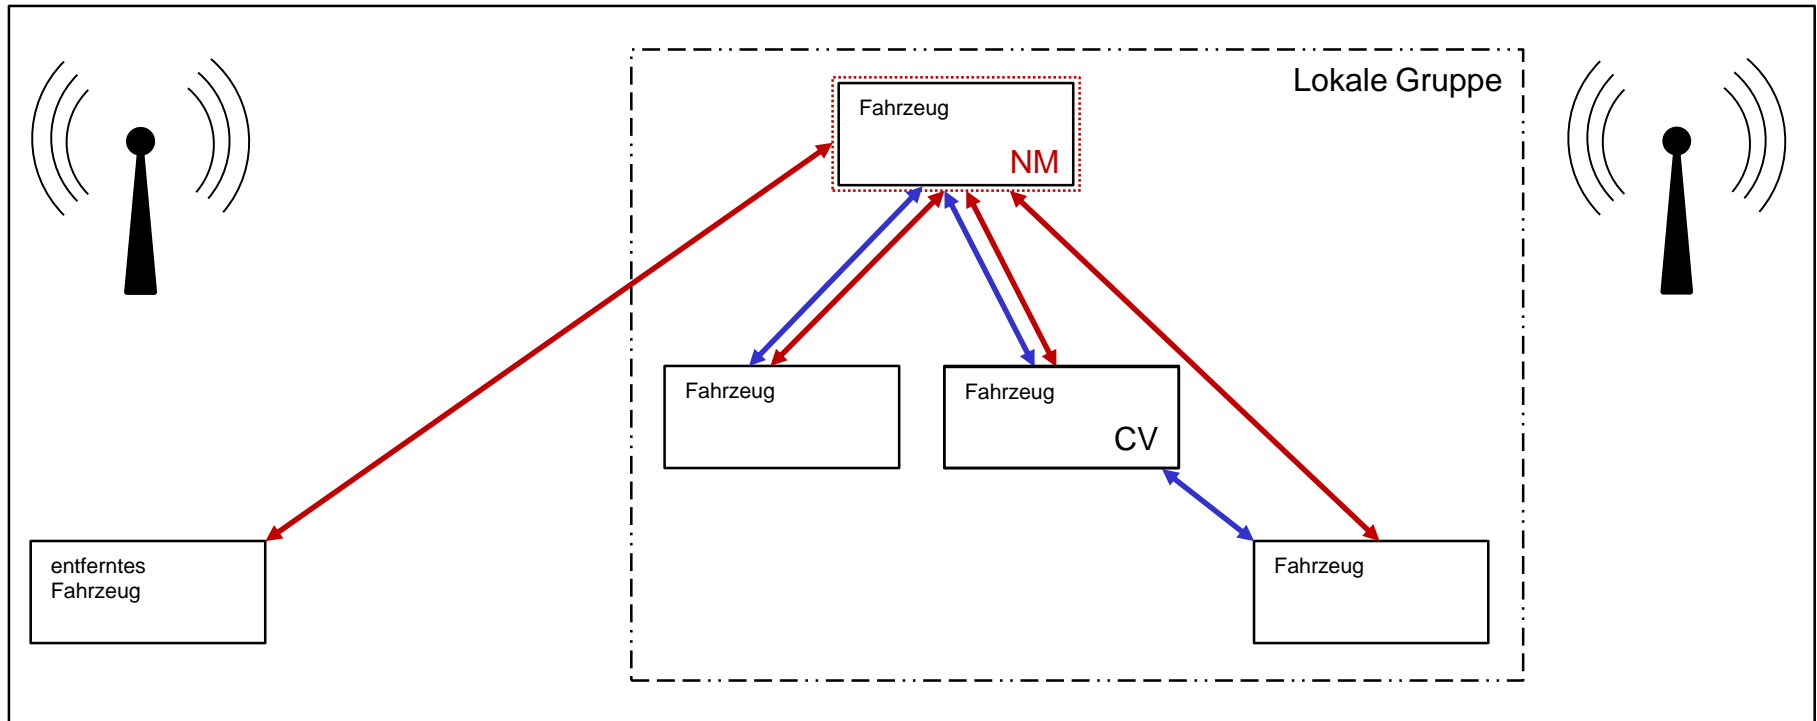 Lokale Gruppe
Fahrzeug
NM
Fahrzeug
Fahrzeug
CV
entferntes
Fahrzeug
Fahrzeug